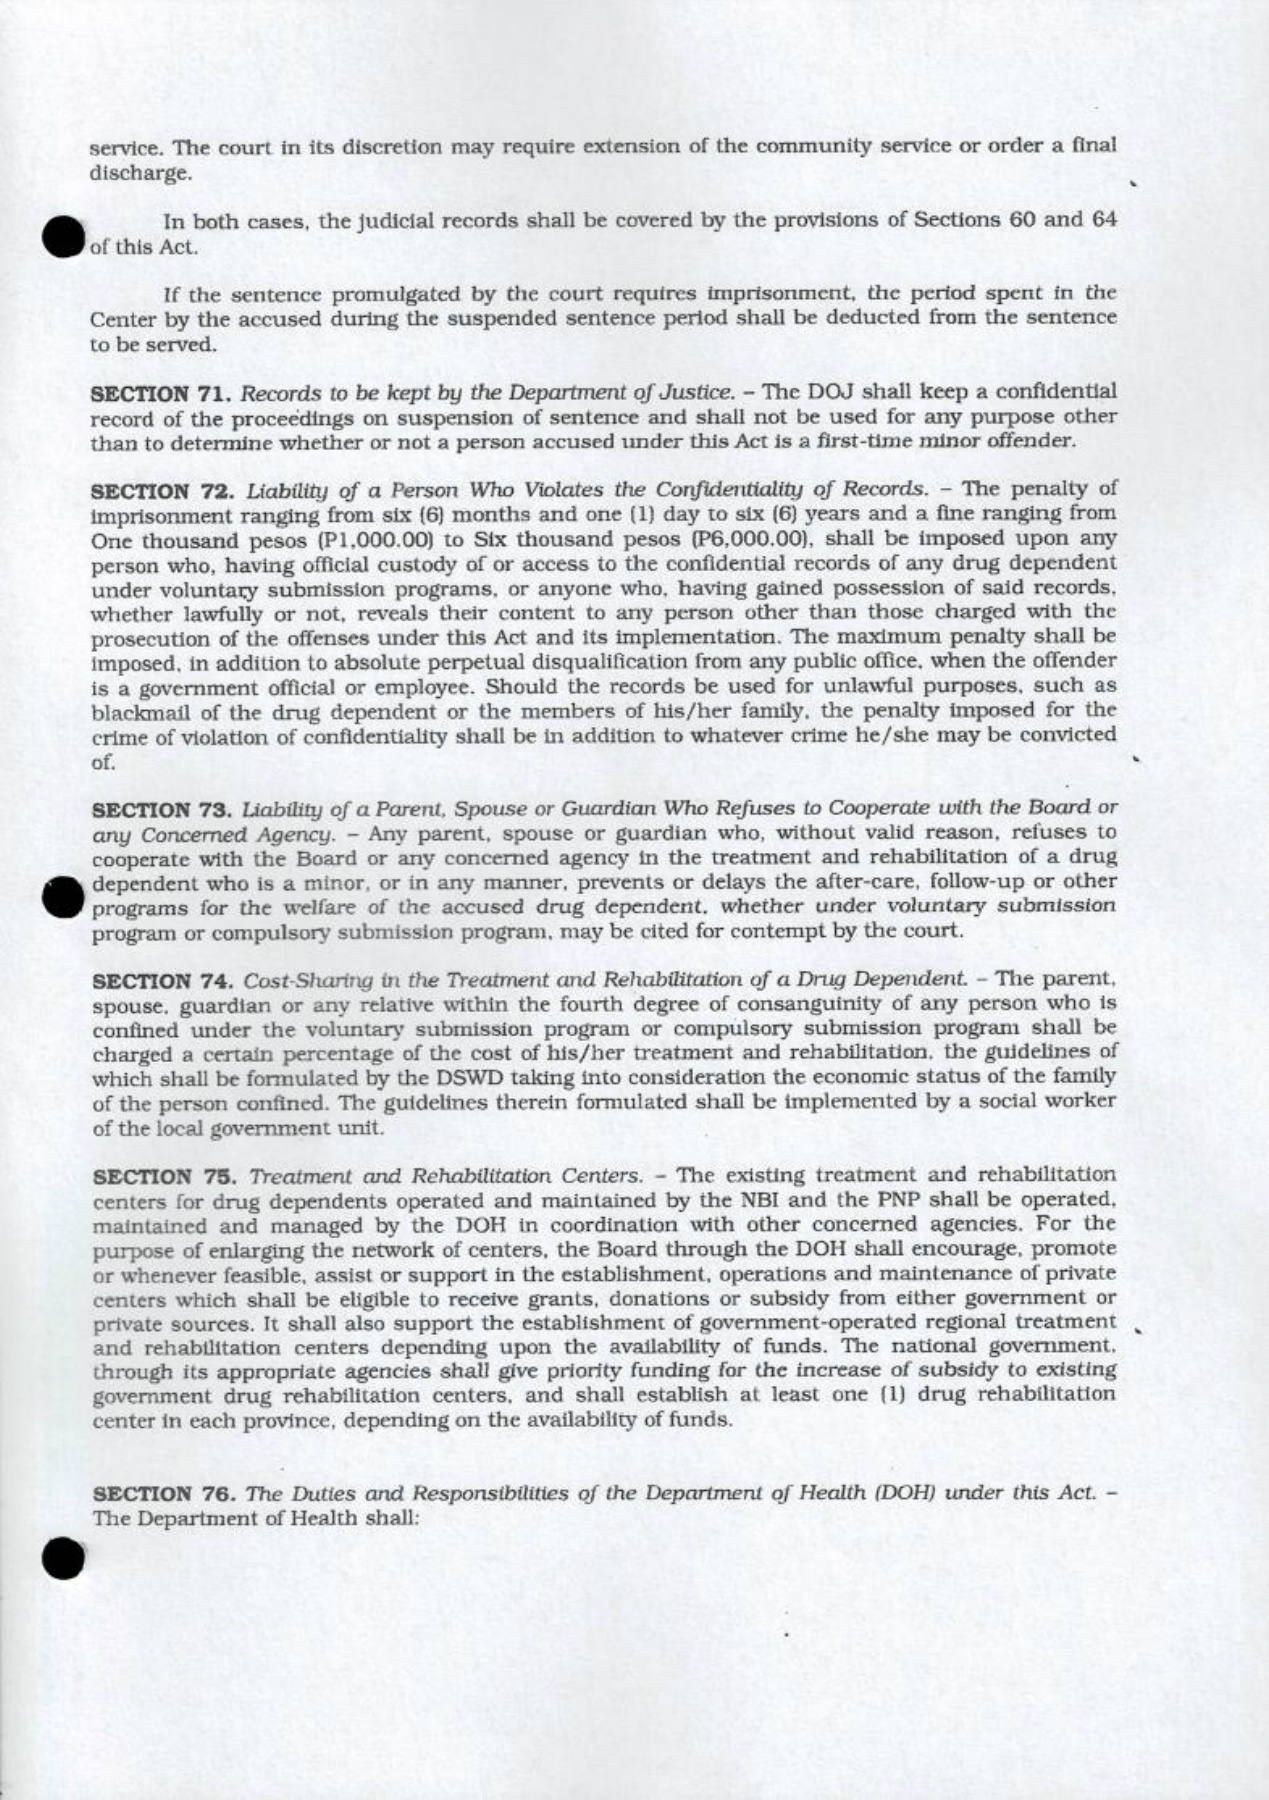 service. The court in its discretion may require extension of the community service or order a final
discharge.
In both cases, the judicial records shall be covered by the provisions of Sections 60 and 64
of this Act.
If the sentence promulgated by the court requires imprisonment, the period spent in the
Center by the accused during the suspended sentence period shall be deducted from the sentence
to be served.
SECTION 71. Records to be kept by the Department of Justice. – The DOJ shall keep a confidential
record of the proceedings on suspension of sentence and shall not be used for any purpose other
than to determine whether or not a person accused under this Act is a first-time minor offender.
SECTION 72. Liability of a Person Who Violates the Confidentiality of Records. – The penalty of
imprisonment ranging from six (6) months and one (1) day to six (6) years and a fine ranging from
One thousand pesos (P1,000.00) to Six thousand pesos (P6,000.00), shall be imposed upon any
person who, having official custody of or access to the confidential records of any drug dependent
under voluntary submission programs, or anyone who, having gained possession of said records,
whether lawfully or not, reveals their content to any person other than those charged with the
prosecution of the offenses under this Act and its implementation. The maximum penalty shall be
imposed, in addition to absolute perpetual disqualification from any public office, when the offender
is a government official or employee. Should the records be used for unlawful purposes, such as
blackmail of the drug dependent or the members of his/her family, the penalty imposed for the
crime of violation of confidentiality shall be in addition to whatever crime he/she may be convicted
of.
SECTION 73. Liability of a Parent, Spouse or Guardian Who Refuses to Cooperate with the Board or
any Concerned Agency. – Any parent, spouse or guardian who, without valid reason, refuses to
cooperate with the Board or any concerned agency in the treatment and rehabilitation of a drug
dependent who is a minor, or in any manner, prevents or delays the after-care, follow-up or other
programs for the welfare of the accused drug dependent, whether under voluntary submission
program or compulsory submission program, may be cited for contempt by the court.
SECTION 74. Cost-Sharing in the Treatment and Rehabilitation of a Drug Dependent. – The parent,
spouse, guardian or any relative within the fourth degree of consanguinity of any person who is
confined under the voluntary submission program or compulsory submission program shall be
charged a certain percentage of the cost of his/her treatment and rehabilitation, the guidelines of
which shall be formulated by the DSWD taking into consideration the economic status of the family
of the person confined. The guidelines therein formulated shall be implemented by a social worker
of the local government unit.
SECTION 75. Treatment and Rehabilitation Centers. – The existing treatment and rehabilitation
centers for drug dependents operated and maintained by the NBI and the PNP shall be operated,
maintained and managed by the DOH in coordination with other concerned agencies. For the
purpose of enlarging the network of centers, the Board through the DOH shall encourage, promote
or whenever feasible, assist or support in the establishment, operations and maintenance of private
centers which shall be eligible to receive grants, donations or subsidy from either government or
private sources. It shall also support the establishment of government-operated regional treatment
and rehabilitation centers depending upon the availability of funds. The national government,
through its appropriate agencies shall give priority funding for the increase of subsidy to existing
government drug rehabilitation centers, and shall establish at least one (1) drug rehabilitation
center in each province, depending on the availability of funds.
SECTION 76. The Duties and Responsibilities of the Department of Health (DOH) under this Act. –
The Department of Health shall: